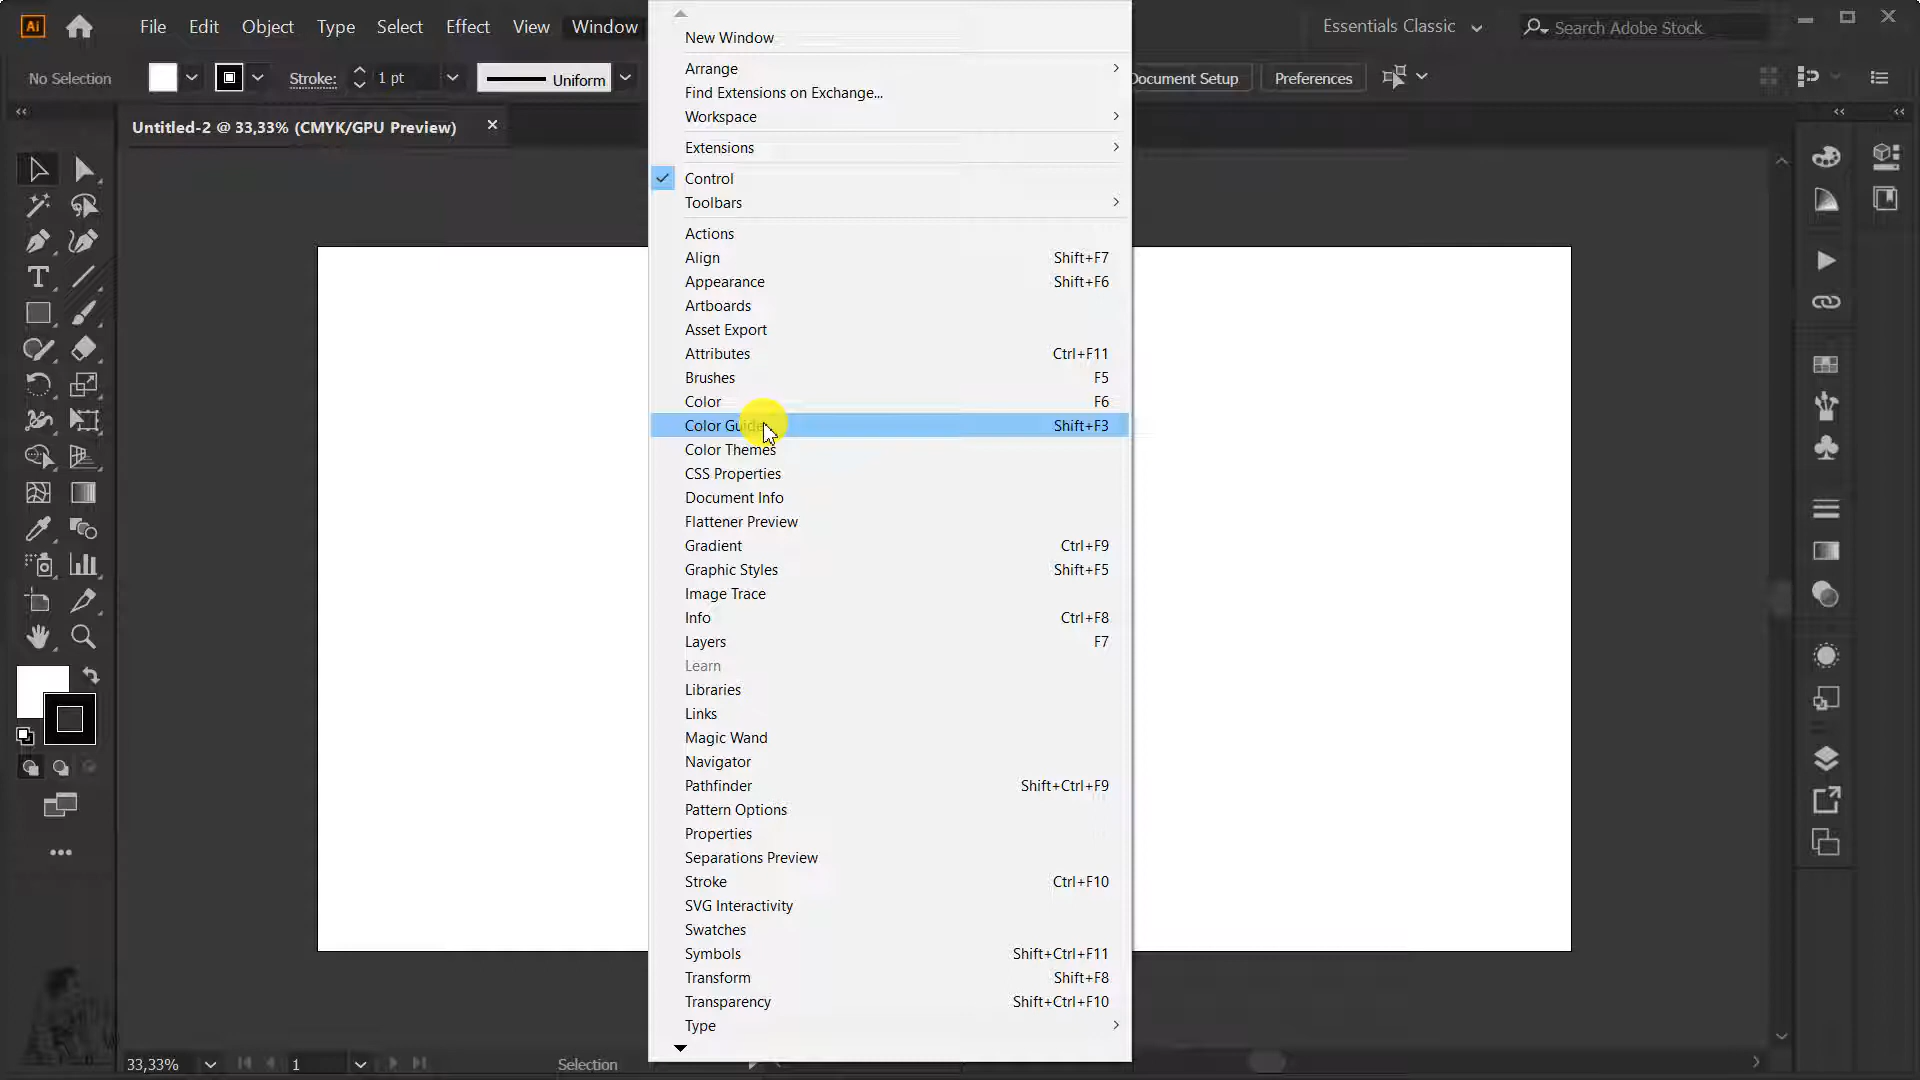 Ai File Edit Object Type Select Effect View Window Essentials Classic Search Adobe Stock
No Selection Stroke: 1 pt Uniform Document Setup Preferences
Untitled-2 @ 33,33% (CMYK/GPU Preview)
New Window
Arrange
Find Extensions on Exchange...
Workspace
Extensions
Control
Toolbars
Actions
Align Shift+F7
Appearance Shift+F6
Artboards
Asset Export
Attributes Ctrl+F11
Brushes F5
Color F6
Color Guide Shift+F3
Color Themes
CSS Properties
Document Info
Flattener Preview
Gradient Ctrl+F9
Graphic Styles Shift+F5
Image Trace
Info Ctrl+F8
Layers F7
Learn
Libraries
Links
Magic Wand
Navigator
Pathfinder Shift+Ctrl+F9
Pattern Options
Properties
Separations Preview
Stroke Ctrl+F10
SVG Interactivity
Swatches
Symbols Shift+Ctrl+F11
Transform Shift+F8
Transparency Shift+Ctrl+F10
Type
33,33% 1 Selection